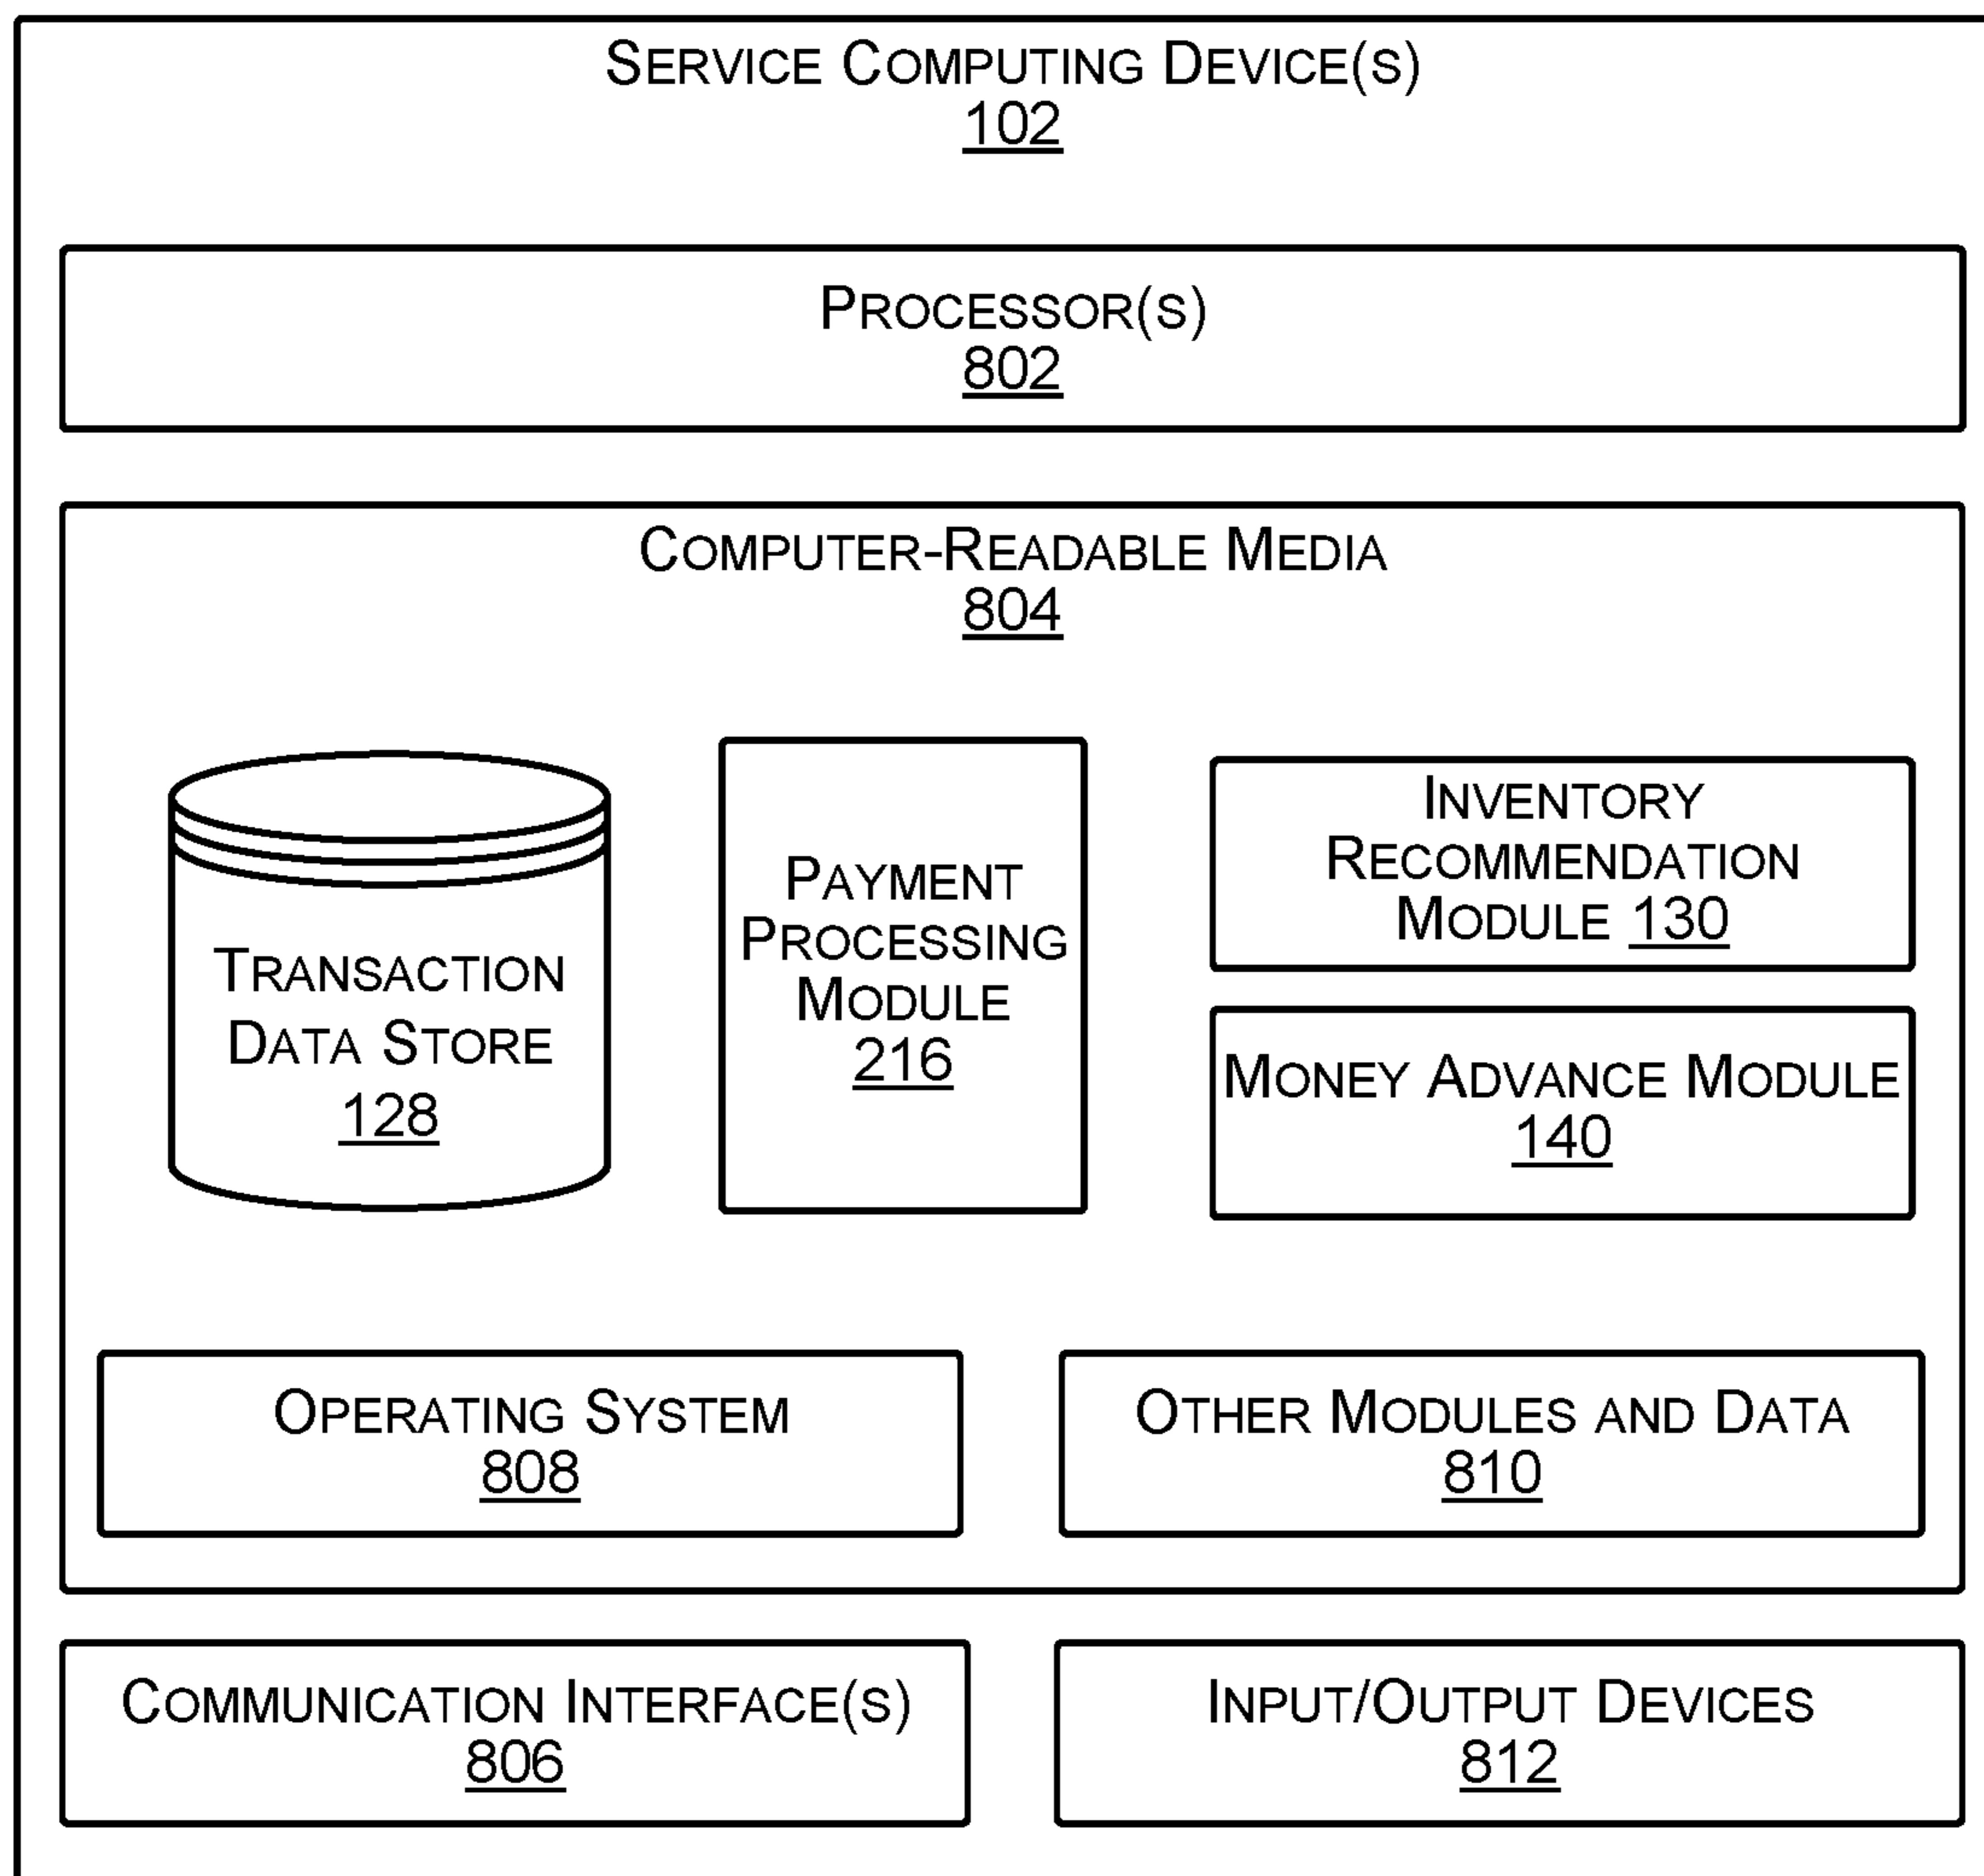 SERVICE COMPUTING DEVICE(S)
102
PROCESSOR(S)
802
COMPUTER-READABLE MEDIA
804
TRANSACTION
DATA STORE
128
PAYMENT
PROCESSING
MODULE
216
INVENTORY
RECOMMENDATION
MODULE 130
MONEY ADVANCE MODULE
140
OPERATING SYSTEM
808
OTHER MODULES AND DATA
810
COMMUNICATION INTERFACE(S)
806
INPUT/OUTPUT DEVICES
812